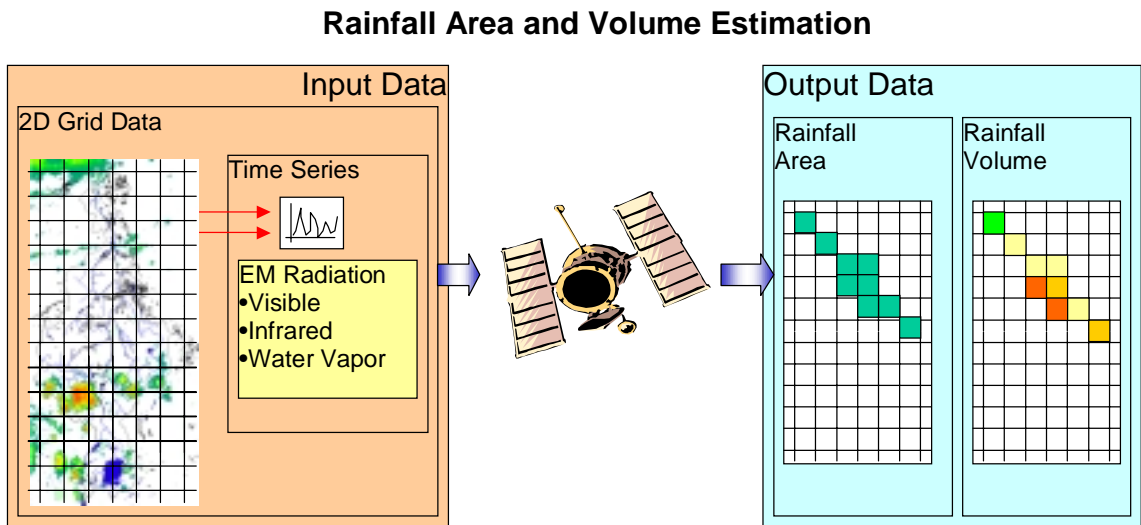 Rainfall Area and Volume Estimation
Input Data
2D Grid Data
Time Series
EM Radiation
•Visible
•Infrared
•Water Vapor
Output Data
Rainfall
Area
Rainfall
Volume